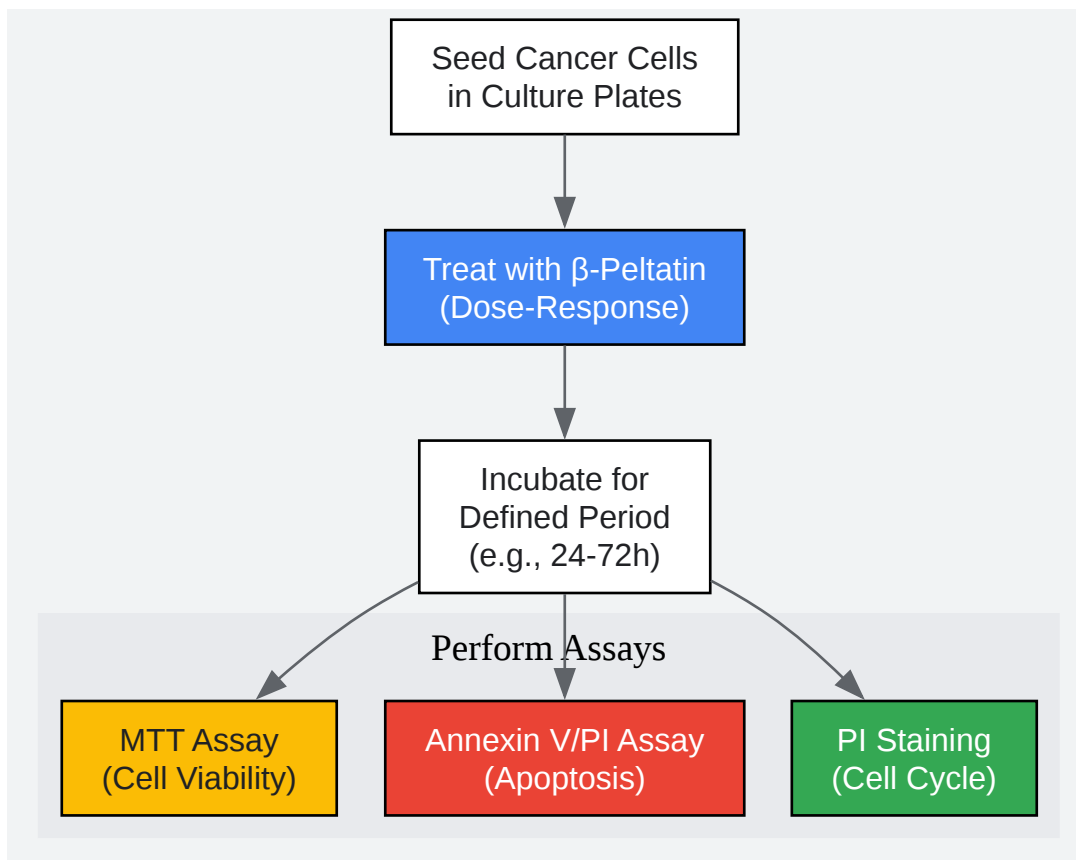 Seed Cancer Cells
in Culture Plates
Treat with β-Peltatin
(Dose-Response)
Incubate for
Defined Period
(e.g., 24-72h)
Perform Assays
MTT Assay
(Cell Viability)
Annexin V/PI Assay
(Apoptosis)
PI Staining
(Cell Cycle)